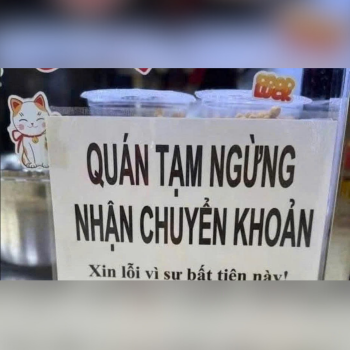 QUÁN TẠM NGỪNG
NHẬN CHUYỂN KHOẢN
Xin lỗi vì sự bất tiện này!